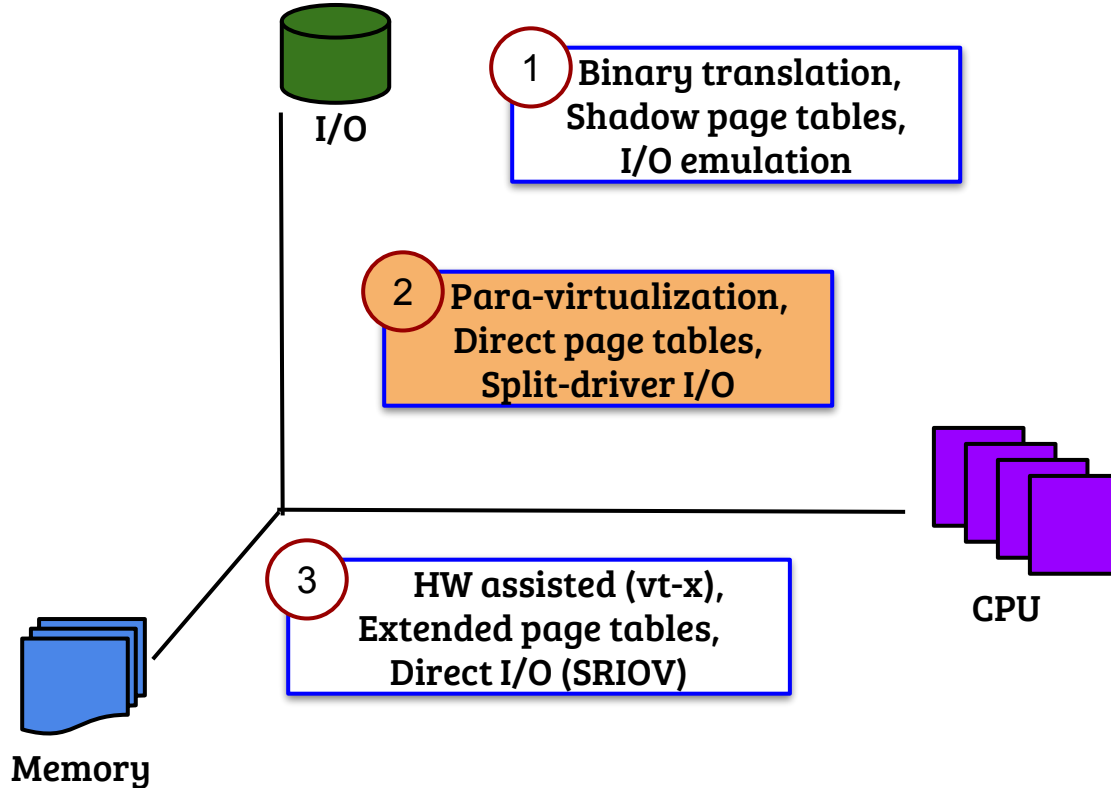 I/O
1
Binary translation,
Shadow page tables,
I/O emulation
2
Para-virtualization,
Direct page tables,
Split-driver I/O
3
HW assisted (vt-x),
Extended page tables,
Direct I/O (SRIOV)
CPU
Memory